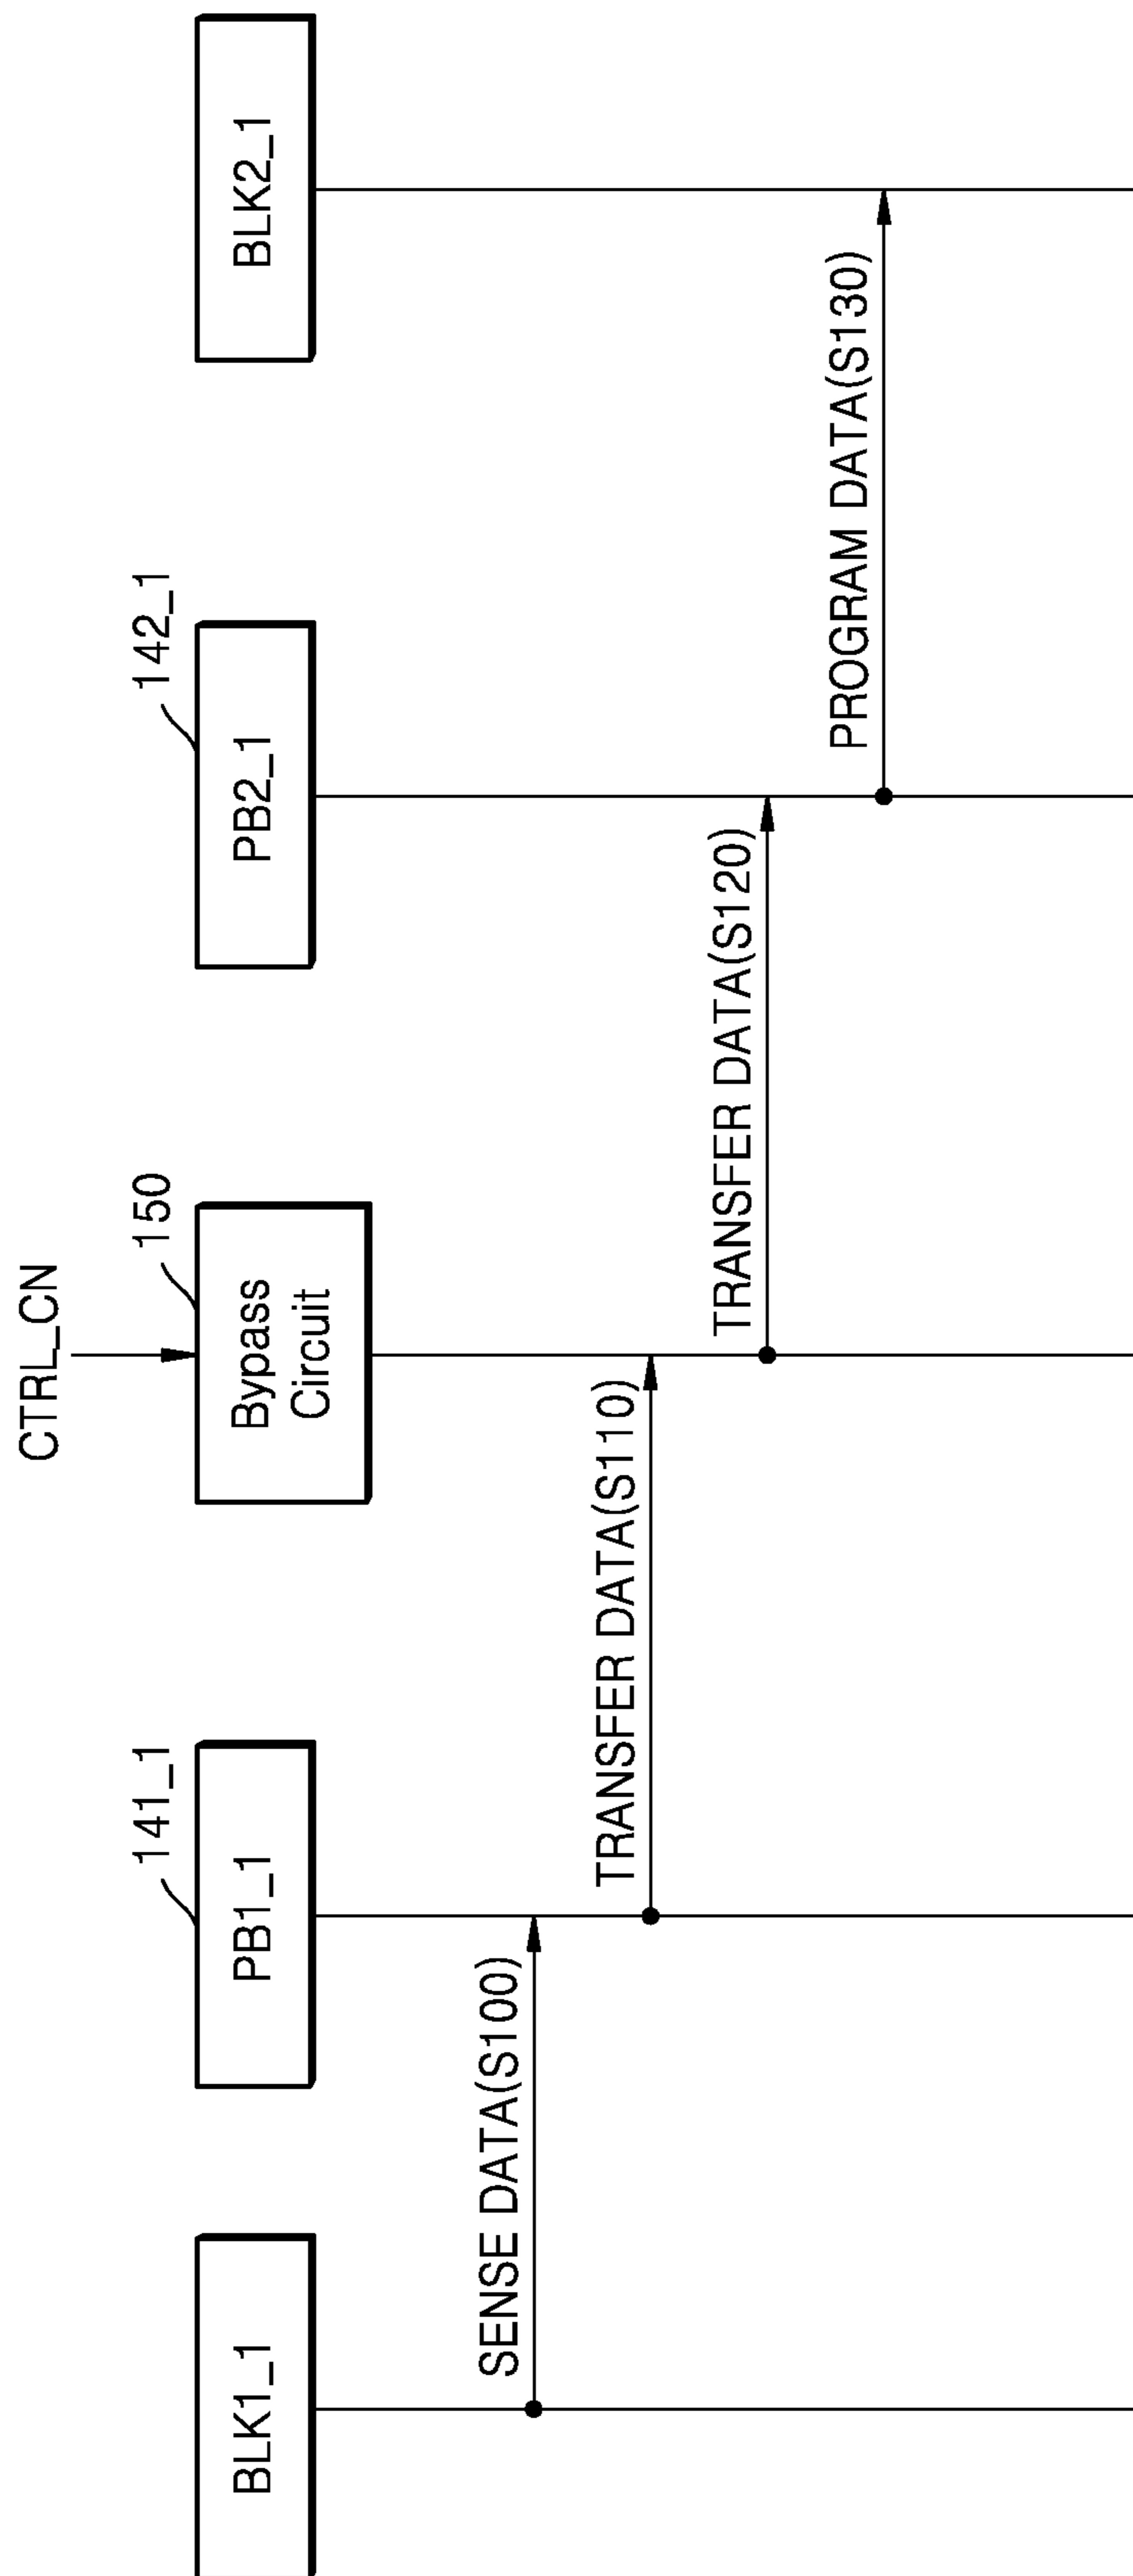 CTRL_CN
141_1
150
142_1
BLK1_1
PB1_1
Bypass
Circuit
PB2_1
BLK2_1
SENSE DATA(S100)
TRANSFER DATA(S110)
TRANSFER DATA(S120)
PROGRAM DATA(S130)